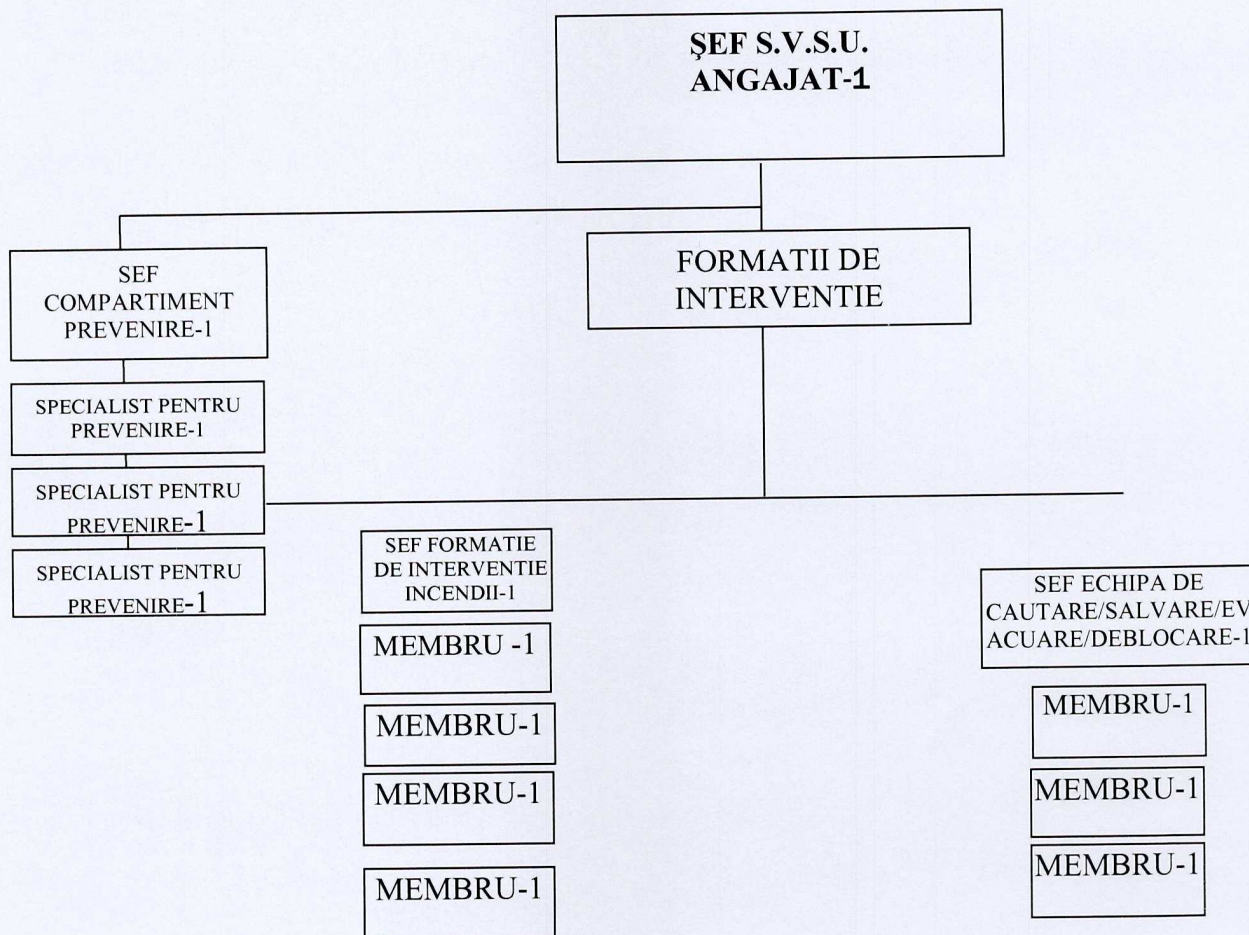 ŞEF S.V.S.U.
ANGAJAT-1
SEF
COMPARTIMENT
PREVENIRE-1
FORMATII DE
INTERVENTIE
SPECIALIST PENTRU
PREVENIRE-1
SPECIALIST PENTRU
PREVENIRE-1
SPECIALIST PENTRU
PREVENIRE-1
SEF FORMATIE
DE INTERVENTIE
INCENDII-1
MEMBRU -1
MEMBRU-1
MEMBRU-1
MEMBRU-1
SEF ECHIPA DE
CAUTARE/SALVARE/EV
ACUARE/DEBLOCARE-1
MEMBRU-1
MEMBRU-1
MEMBRU-1